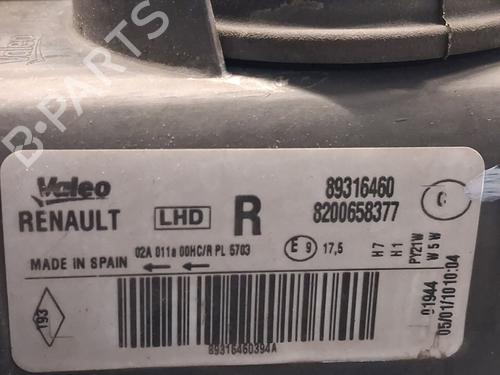 Valeo
B-PARTS
Valeo
RENAULT
LHD
R
89316460
8200658377
C
MADE IN SPAIN
02A 011a 00HC/R PL 5703
E 9 17,5
H7
H1
PY21W
W5W
193
89316460394A
01944
05/01/10 10:04